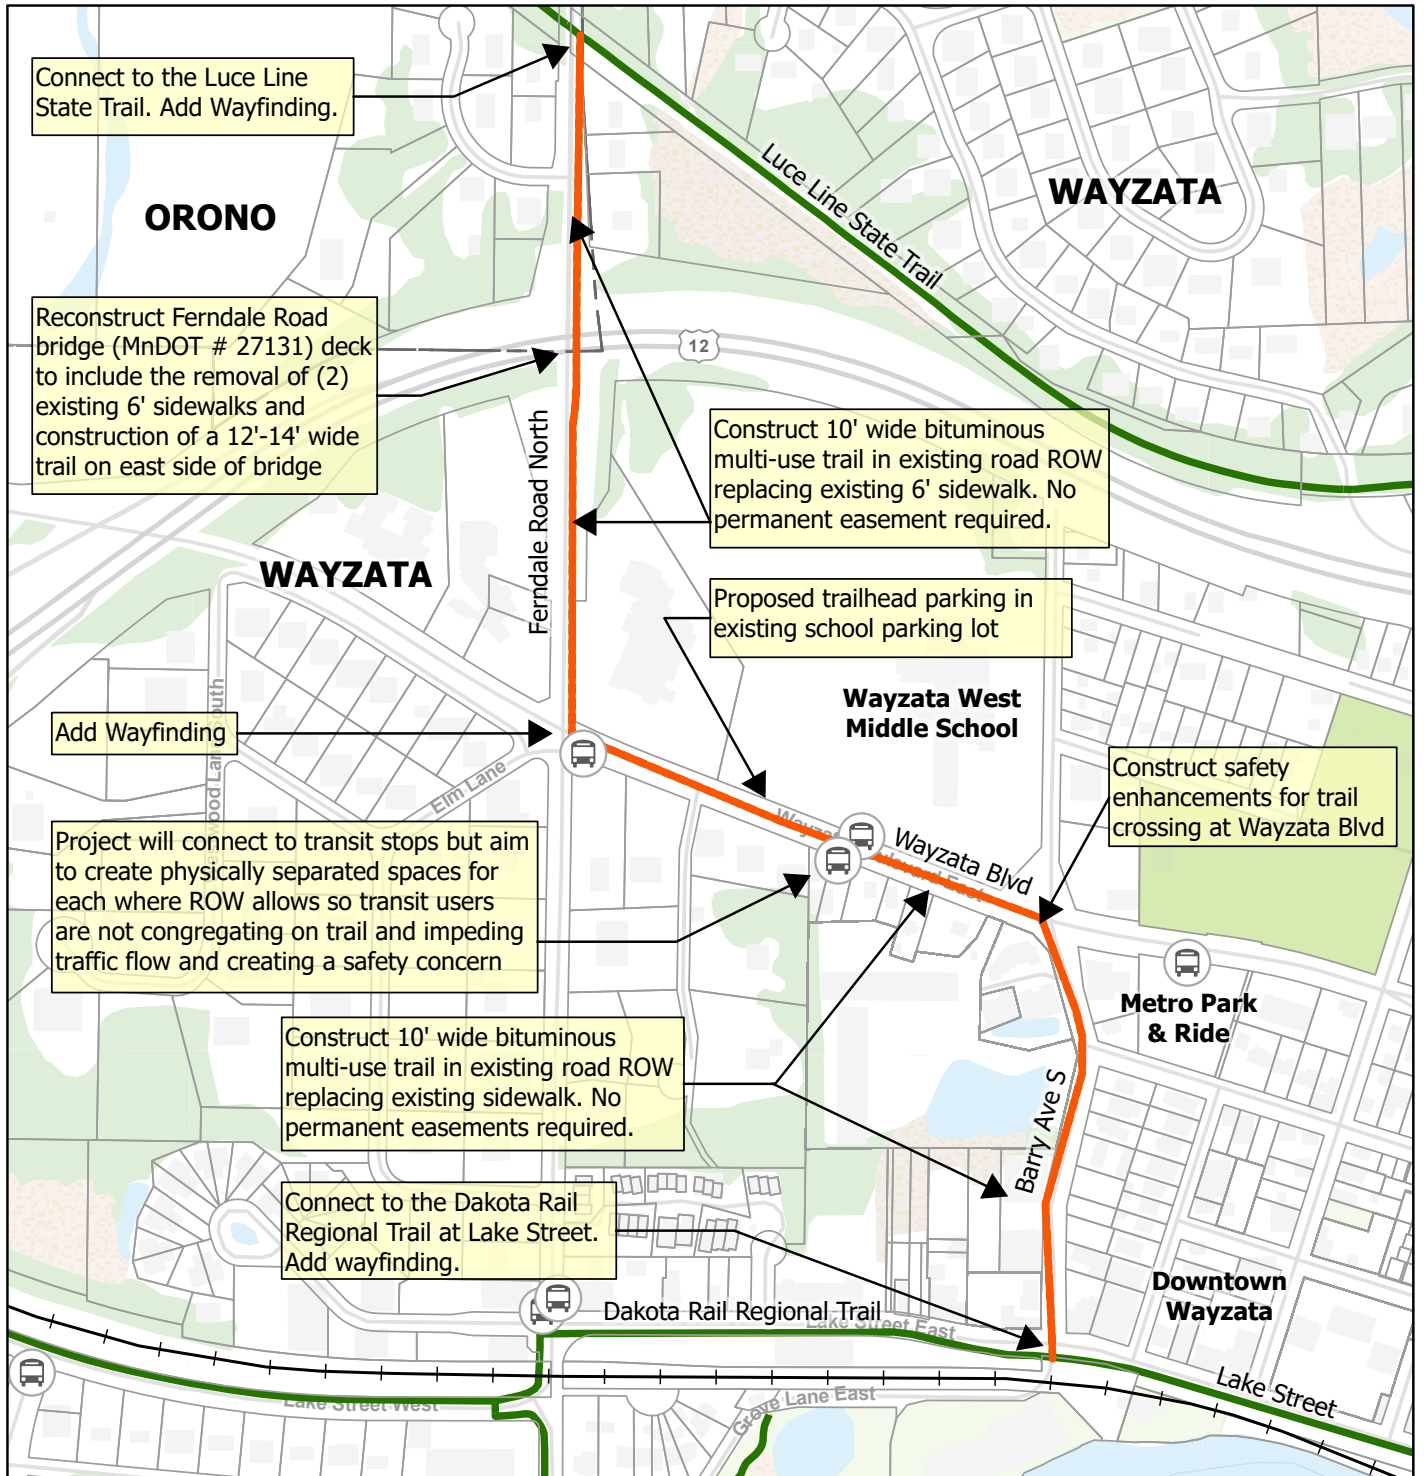 Connect to the Luce Line
State Trail. Add Wayfinding.
ORONO
WAYZATA
Luce Line State Trail
Reconstruct Ferndale Road
bridge (MnDOT # 27131) deck
to include the removal of (2)
existing 6' sidewalks and
construction of a 12'-14' wide
trail on east side of bridge
12
Construct 10' wide bituminous
multi-use trail in existing road ROW
replacing existing 6' sidewalk. No
permanent easement required.
Ferndale Road North
WAYZATA
Proposed trailhead parking in
existing school parking lot
Wayzata West
Middle School
Add Wayfinding
Lane South
Elm Lane
Construct safety
enhancements for trail
crossing at Wayzata Blvd
Project will connect to transit stops but aim
to create physically separated spaces for
each where ROW allows so transit users
are not congregating on trail and impeding
traffic flow and creating a safety concern
Wayzata Blvd
East
Metro Park
& Ride
Construct 10' wide bituminous
multi-use trail in existing road ROW
replacing existing sidewalk. No
permanent easements required.
Barry Ave S
Connect to the Dakota Rail
Regional Trail at Lake Street.
Add wayfinding.
Downtown
Wayzata
Dakota Rail Regional Trail
Lake Street East
Lake Street
Lake Street West
Grove Lane East